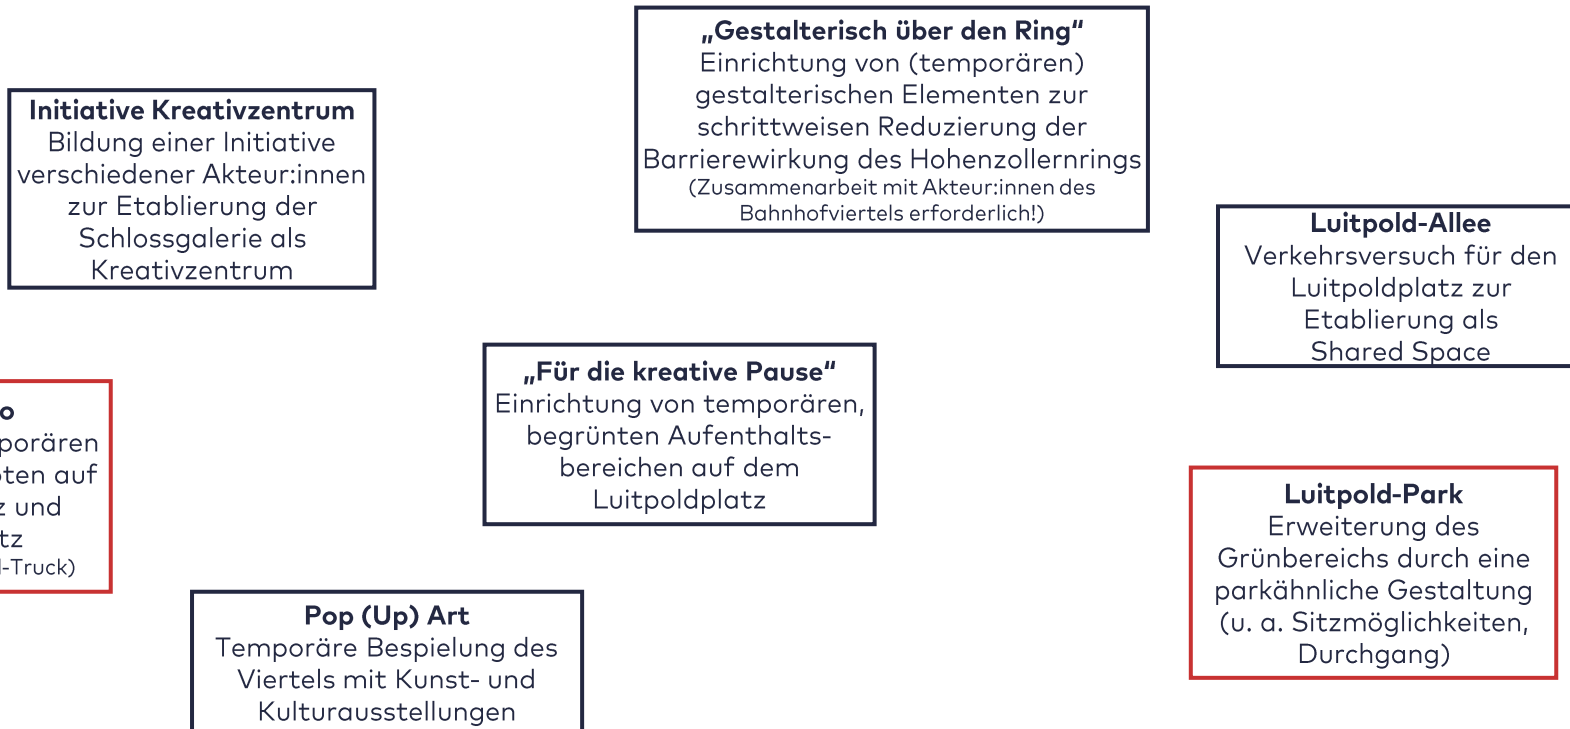 „Gestalterisch über den Ring“
Einrichtung von (temporären)
gestalterischen Elementen zur
schrittweisen Reduzierung der
Barrierewirkung des Hohenzollernrings
(Zusammenarbeit mit Akteur:innen des
Bahnhofviertels erforderlich!)
Initiative Kreativzentrum
Bildung einer Initiative
verschiedener Akteur:innen
zur Etablierung der
Schlossgalerie als
Kreativzentrum
Luitpold-Allee
Verkehrsversuch für den
Luitpoldplatz zur
Etablierung als
Shared Space
„Für die kreative Pause“
Einrichtung von temporären,
begrünten Aufenthalts-
bereichen auf dem
Luitpoldplatz
auf
und
-Truck)
Luitpold-Park
Erweiterung des
Grünbereichs durch eine
parkähnliche Gestaltung
(u. a. Sitzmöglichkeiten,
Durchgang)
Pop (Up) Art
Temporäre Bespielung des
Viertels mit Kunst- und
Kulturausstellungen